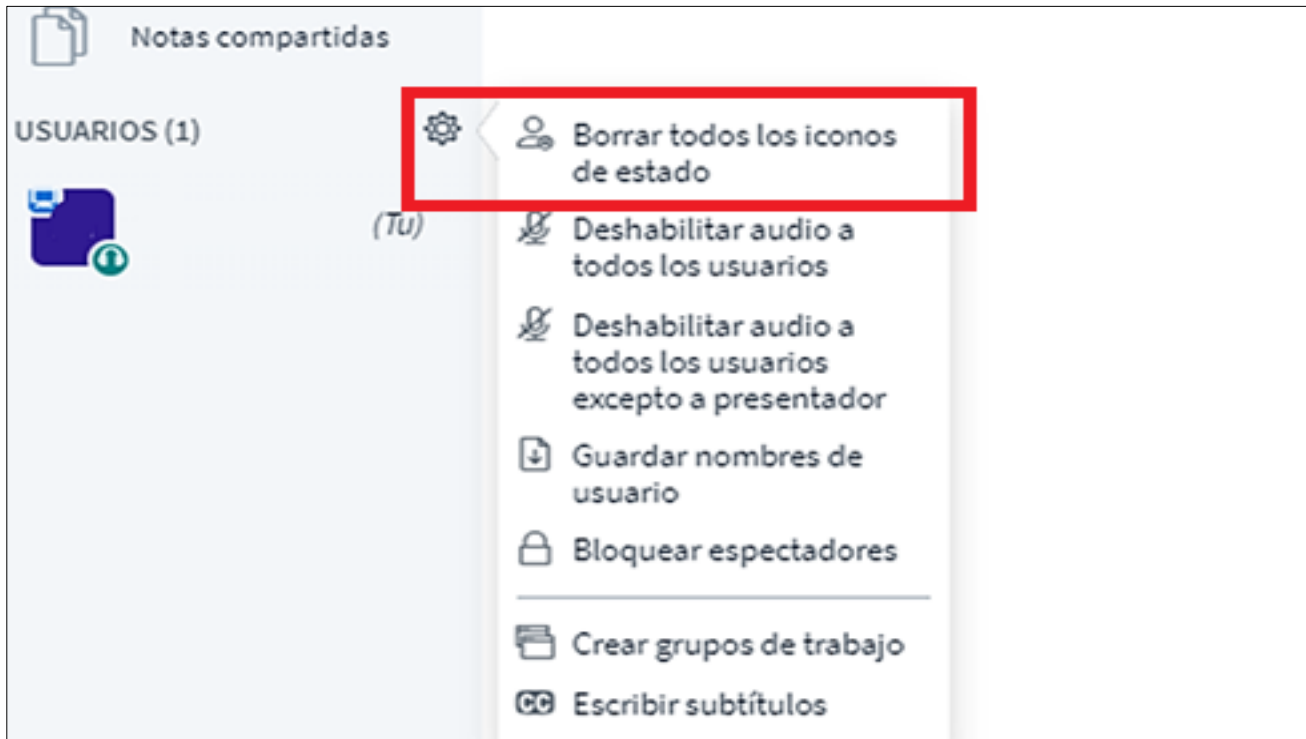 Notas compartidas
USUARIOS (1)
(Tu)
Borrar todos los iconos
de estado
Deshabilitar audio a
todos los usuarios
Deshabilitar audio a
todos los usuarios
excepto a presentador
Guardar nombres de
usuario
Bloquear espectadores
Crear grupos de trabajo
CC Escribir subtítulos